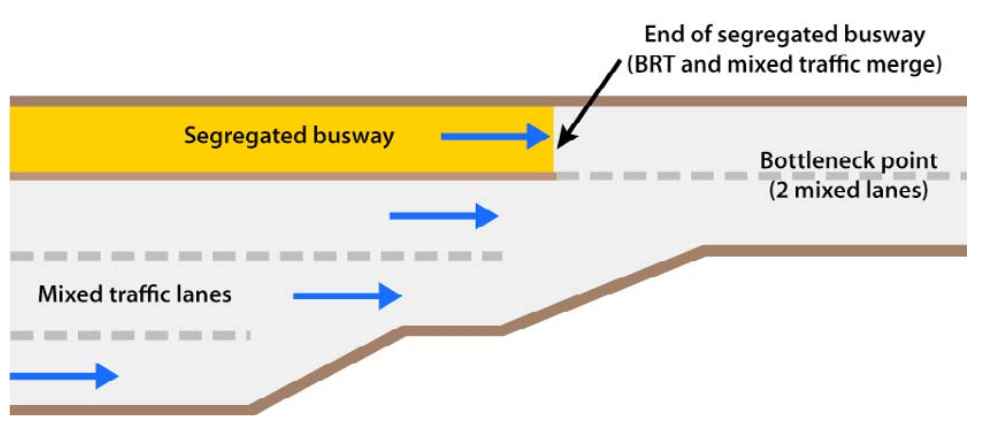 End of segregated busway
(BRT and mixed traffic merge)
Segregated busway
Bottleneck point
(2 mixed lanes)
Mixed traffic lanes